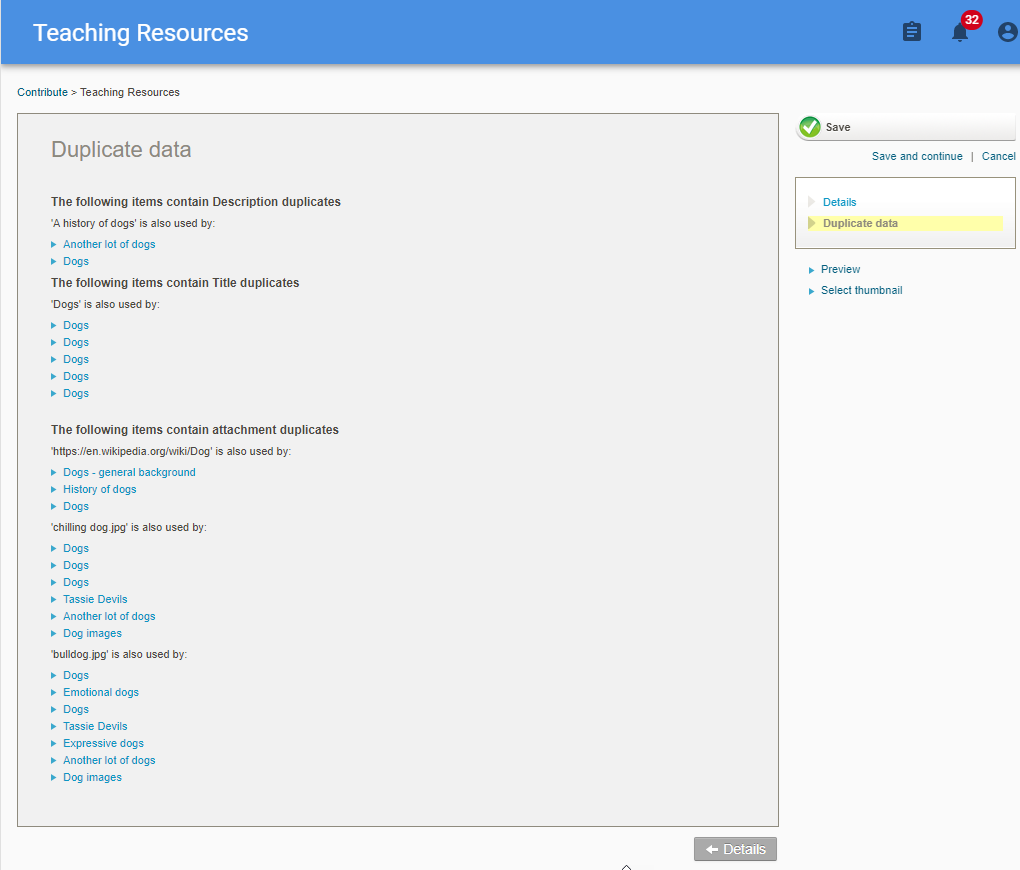 Teaching Resources
32
Contribute > Teaching Resources
Duplicate data
The following items contain Description duplicates
'A history of dogs' is also used by:
Another lot of dogs
Dogs
The following items contain Title duplicates
'Dogs' is also used by:
Dogs
Dogs
Dogs
Dogs
Dogs
The following items contain attachment duplicates
'https://en.wikipedia.org/wiki/Dog' is also used by:
Dogs - general background
History of dogs
Dogs
'chilling dog.jpg' is also used by:
Dogs
Dogs
Dogs
Tassie Devils
Another lot of dogs
Dog images
'bulldog.jpg' is also used by:
Dogs
Emotional dogs
Dogs
Tassie Devils
Expressive dogs
Another lot of dogs
Dog images
Details
Save
Save and continue | Cancel
Details
Duplicate data
Preview
Select thumbnail